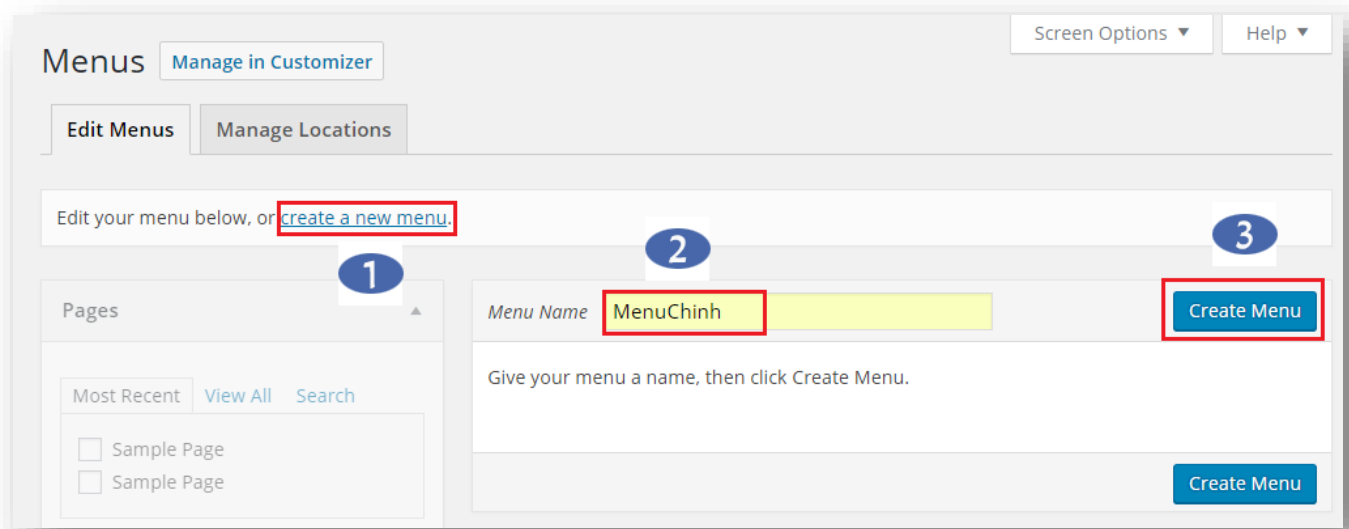 Screen Options ▼ Help ▼
Menus Manage in Customizer
Edit Menus Manage Locations
Edit your menu below, or create a new menu.
1
2
3
Pages
Menu Name MenuChinh Create Menu
Most Recent View All Search
Give your menu a name, then click Create Menu.
Sample Page
Sample Page
Create Menu